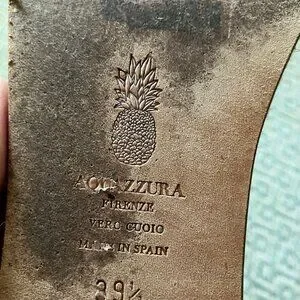 AQUAZZURA
FIRENZE
VERO CUOIO
MADE IN SPAIN
39½